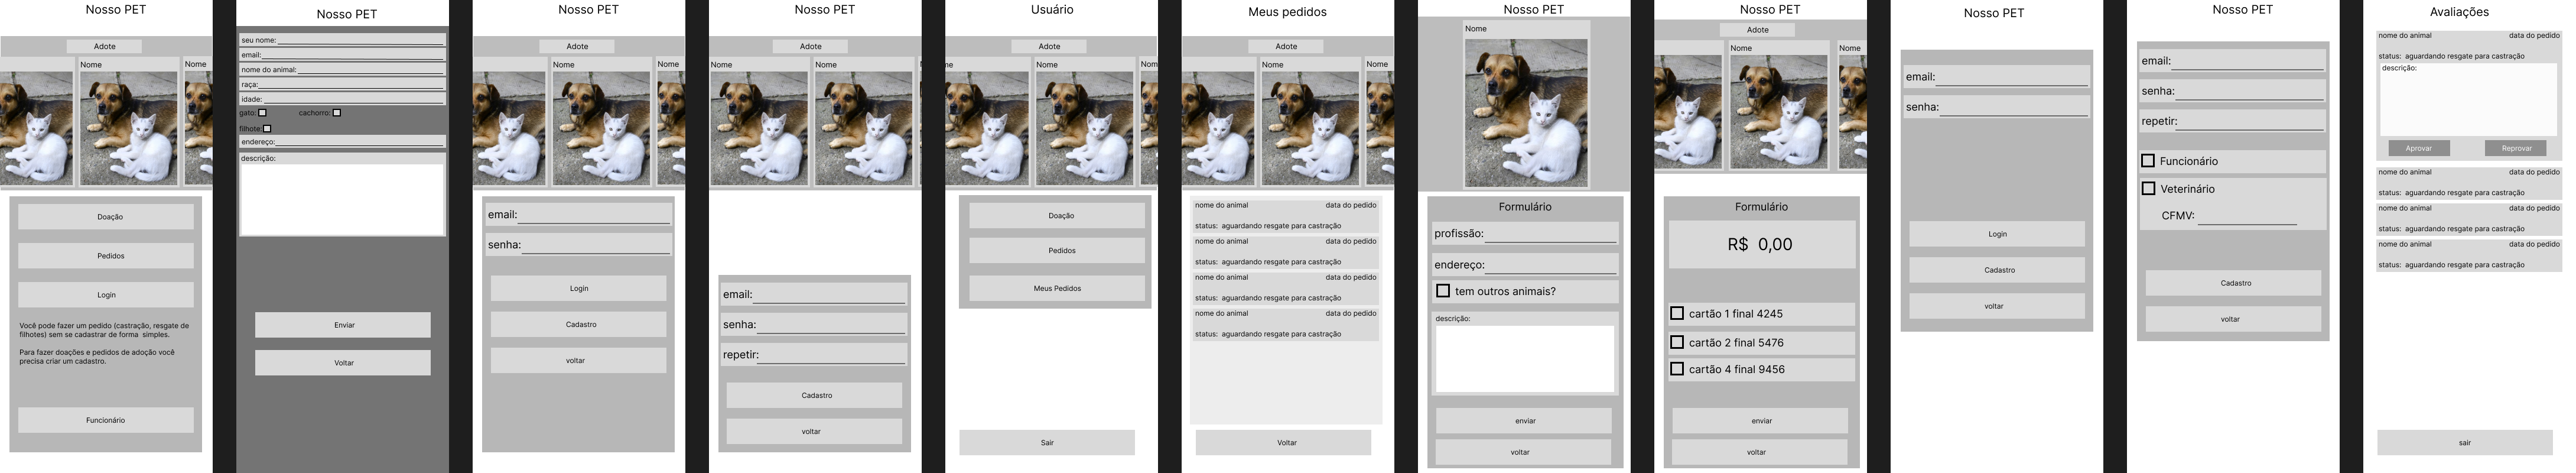 Nosso PET
Adote
Nome
Nome
Doação
Pedidos
Login
Você pode fazer um pedido (castração, resgate de
filhotes) sem se cadastrar de forma simples.
Para fazer doações e pedidos de adoção você
precisa criar um cadastro.
Funcionário
Nosso PET
seu nome:
email:
nome do animal:
raça:
idade:
gato: cachorro:
filhote:
endereço:
descrição:
Enviar
Voltar
Nosso PET
Adote
Nome
Nome
email:
senha:
Login
Cadastro
voltar
Nosso PET
Adote
Nome
Nome
Nome
email:
senha:
repetir:
Cadastro
voltar
Usuário
Adote
Nome
Nome
Nome
Doação
Pedidos
Meus Pedidos
Sair
Meus pedidos
Adote
Nome
Nome
nome do animal data do pedido
status: aguardando resgate para castração
nome do animal data do pedido
status: aguardando resgate para castração
nome do animal data do pedido
status: aguardando resgate para castração
nome do animal data do pedido
status: aguardando resgate para castração
Voltar
Nosso PET
Nome
Formulário
profissão:
endereço:
tem outros animais?
descrição:
enviar
voltar
Nosso PET
Adote
Nome
Nome
Formulário
R$ 0,00
cartão 1 final 4245
cartão 2 final 5476
cartão 4 final 9456
enviar
voltar
Nosso PET
email:
senha:
Login
Cadastro
voltar
Nosso PET
email:
senha:
repetir:
Funcionário
Veterinário
CFMV:
Cadastro
voltar
Avaliações
nome do animal data do pedido
status: aguardando resgate para castração
descrição:
Aprovar Reprovar
nome do animal data do pedido
status: aguardando resgate para castração
nome do animal data do pedido
status: aguardando resgate para castração
nome do animal data do pedido
status: aguardando resgate para castração
sair